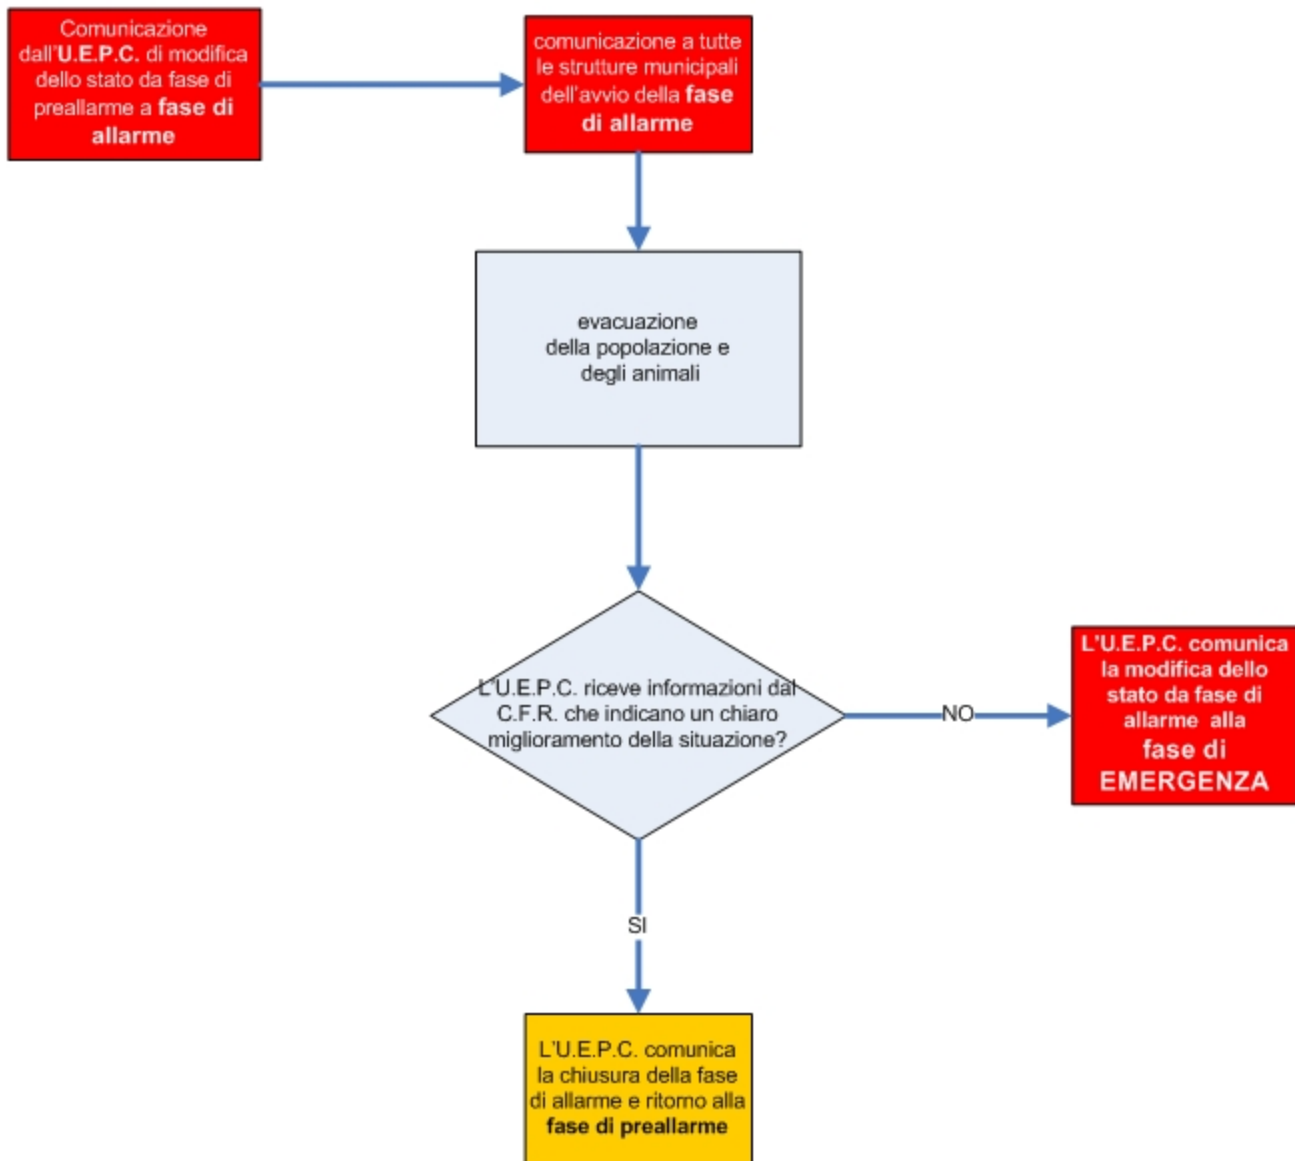 Comunicazione
dall'U.E.P.C. di modifica
dello stato da fase di
preallarme a fase di
allarme
comunicazione a tutte
le strutture municipali
dell'avvio della fase
di allarme
evacuazione
della popolazione e
degli animali
L'U.E.P.C. riceve informazioni dal
C.F.R. che indicano un chiaro
miglioramento della situazione?
NO
L'U.E.P.C. comunica
la modifica dello
stato da fase di
allarme alla
fase di
EMERGENZA
SI
L'U.E.P.C. comunica
la chiusura della fase
di allarme e ritorno alla
fase di preallarme